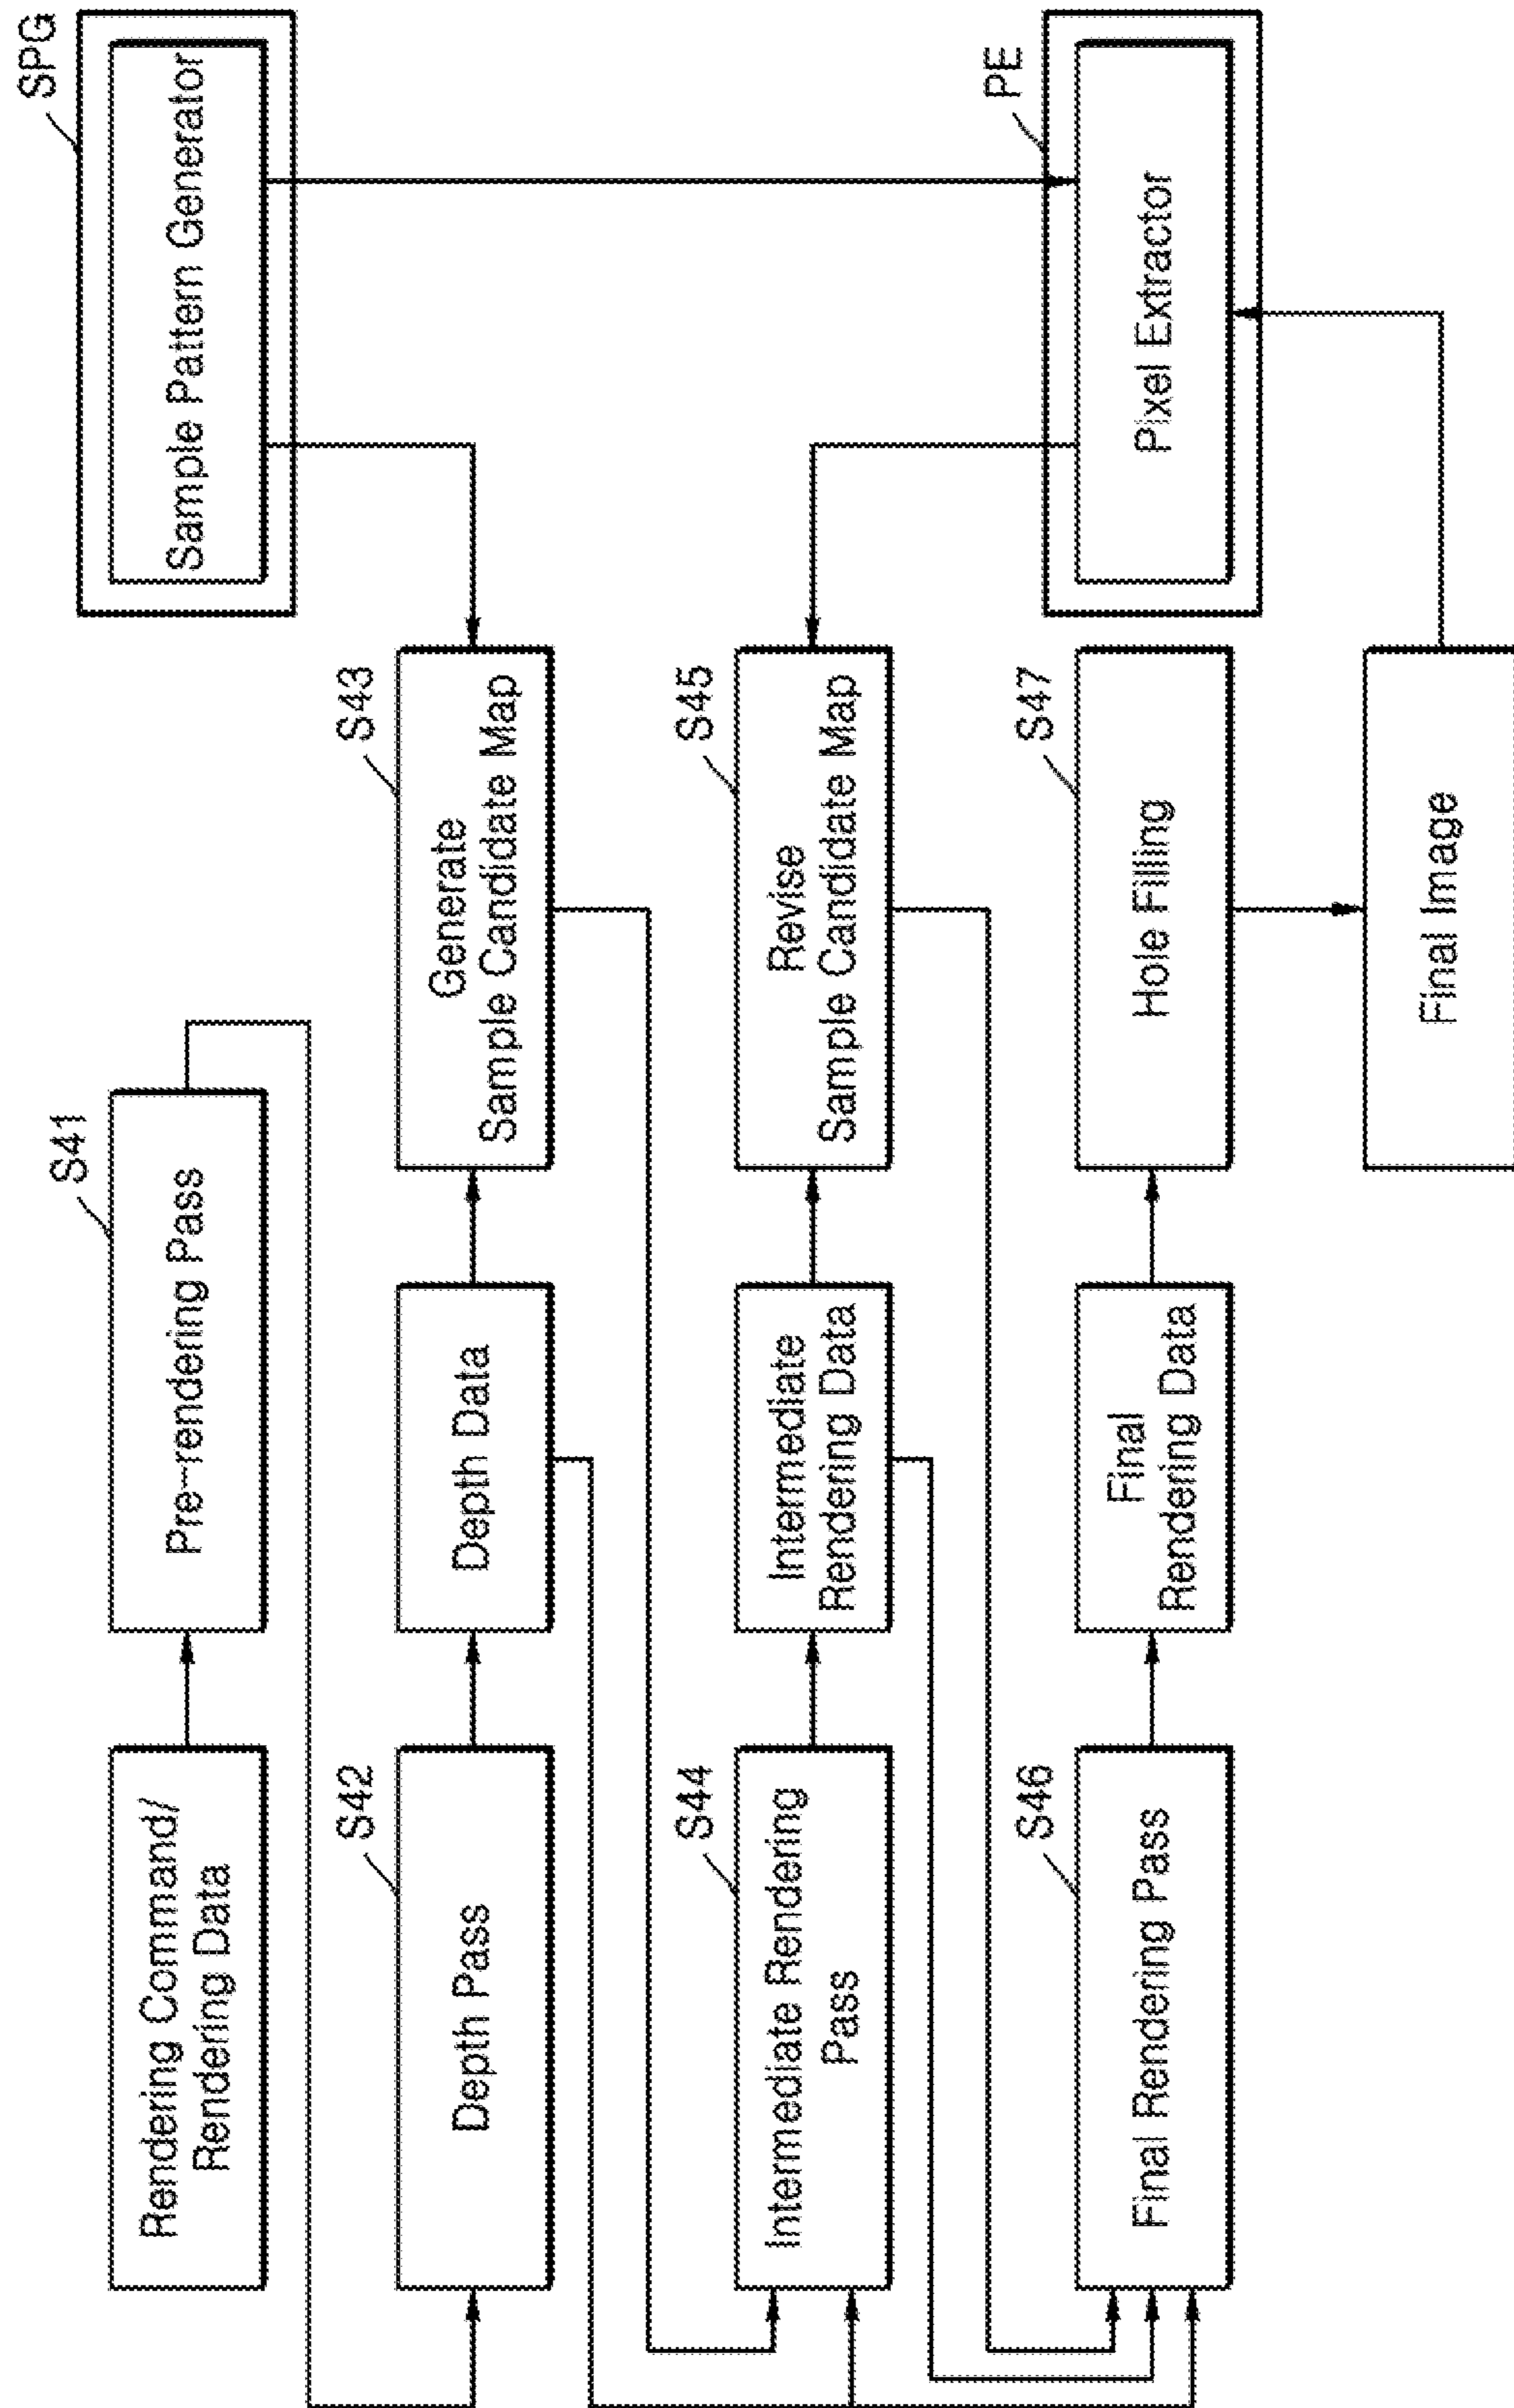 Rendering Command/
Rendering Data
S41
Pre-rendering Pass
SPG
Sample Pattern Generator
S42
Depth Pass
Depth Data
S43
Generate
Sample Candidate Map
S44
Intermediate Rendering
Pass
Intermediate
Rendering Data
S45
Revise
Sample Candidate Map
PE
Pixel Extractor
S46
Final Rendering Pass
Final
Rendering Data
S47
Hole Filling
Final Image